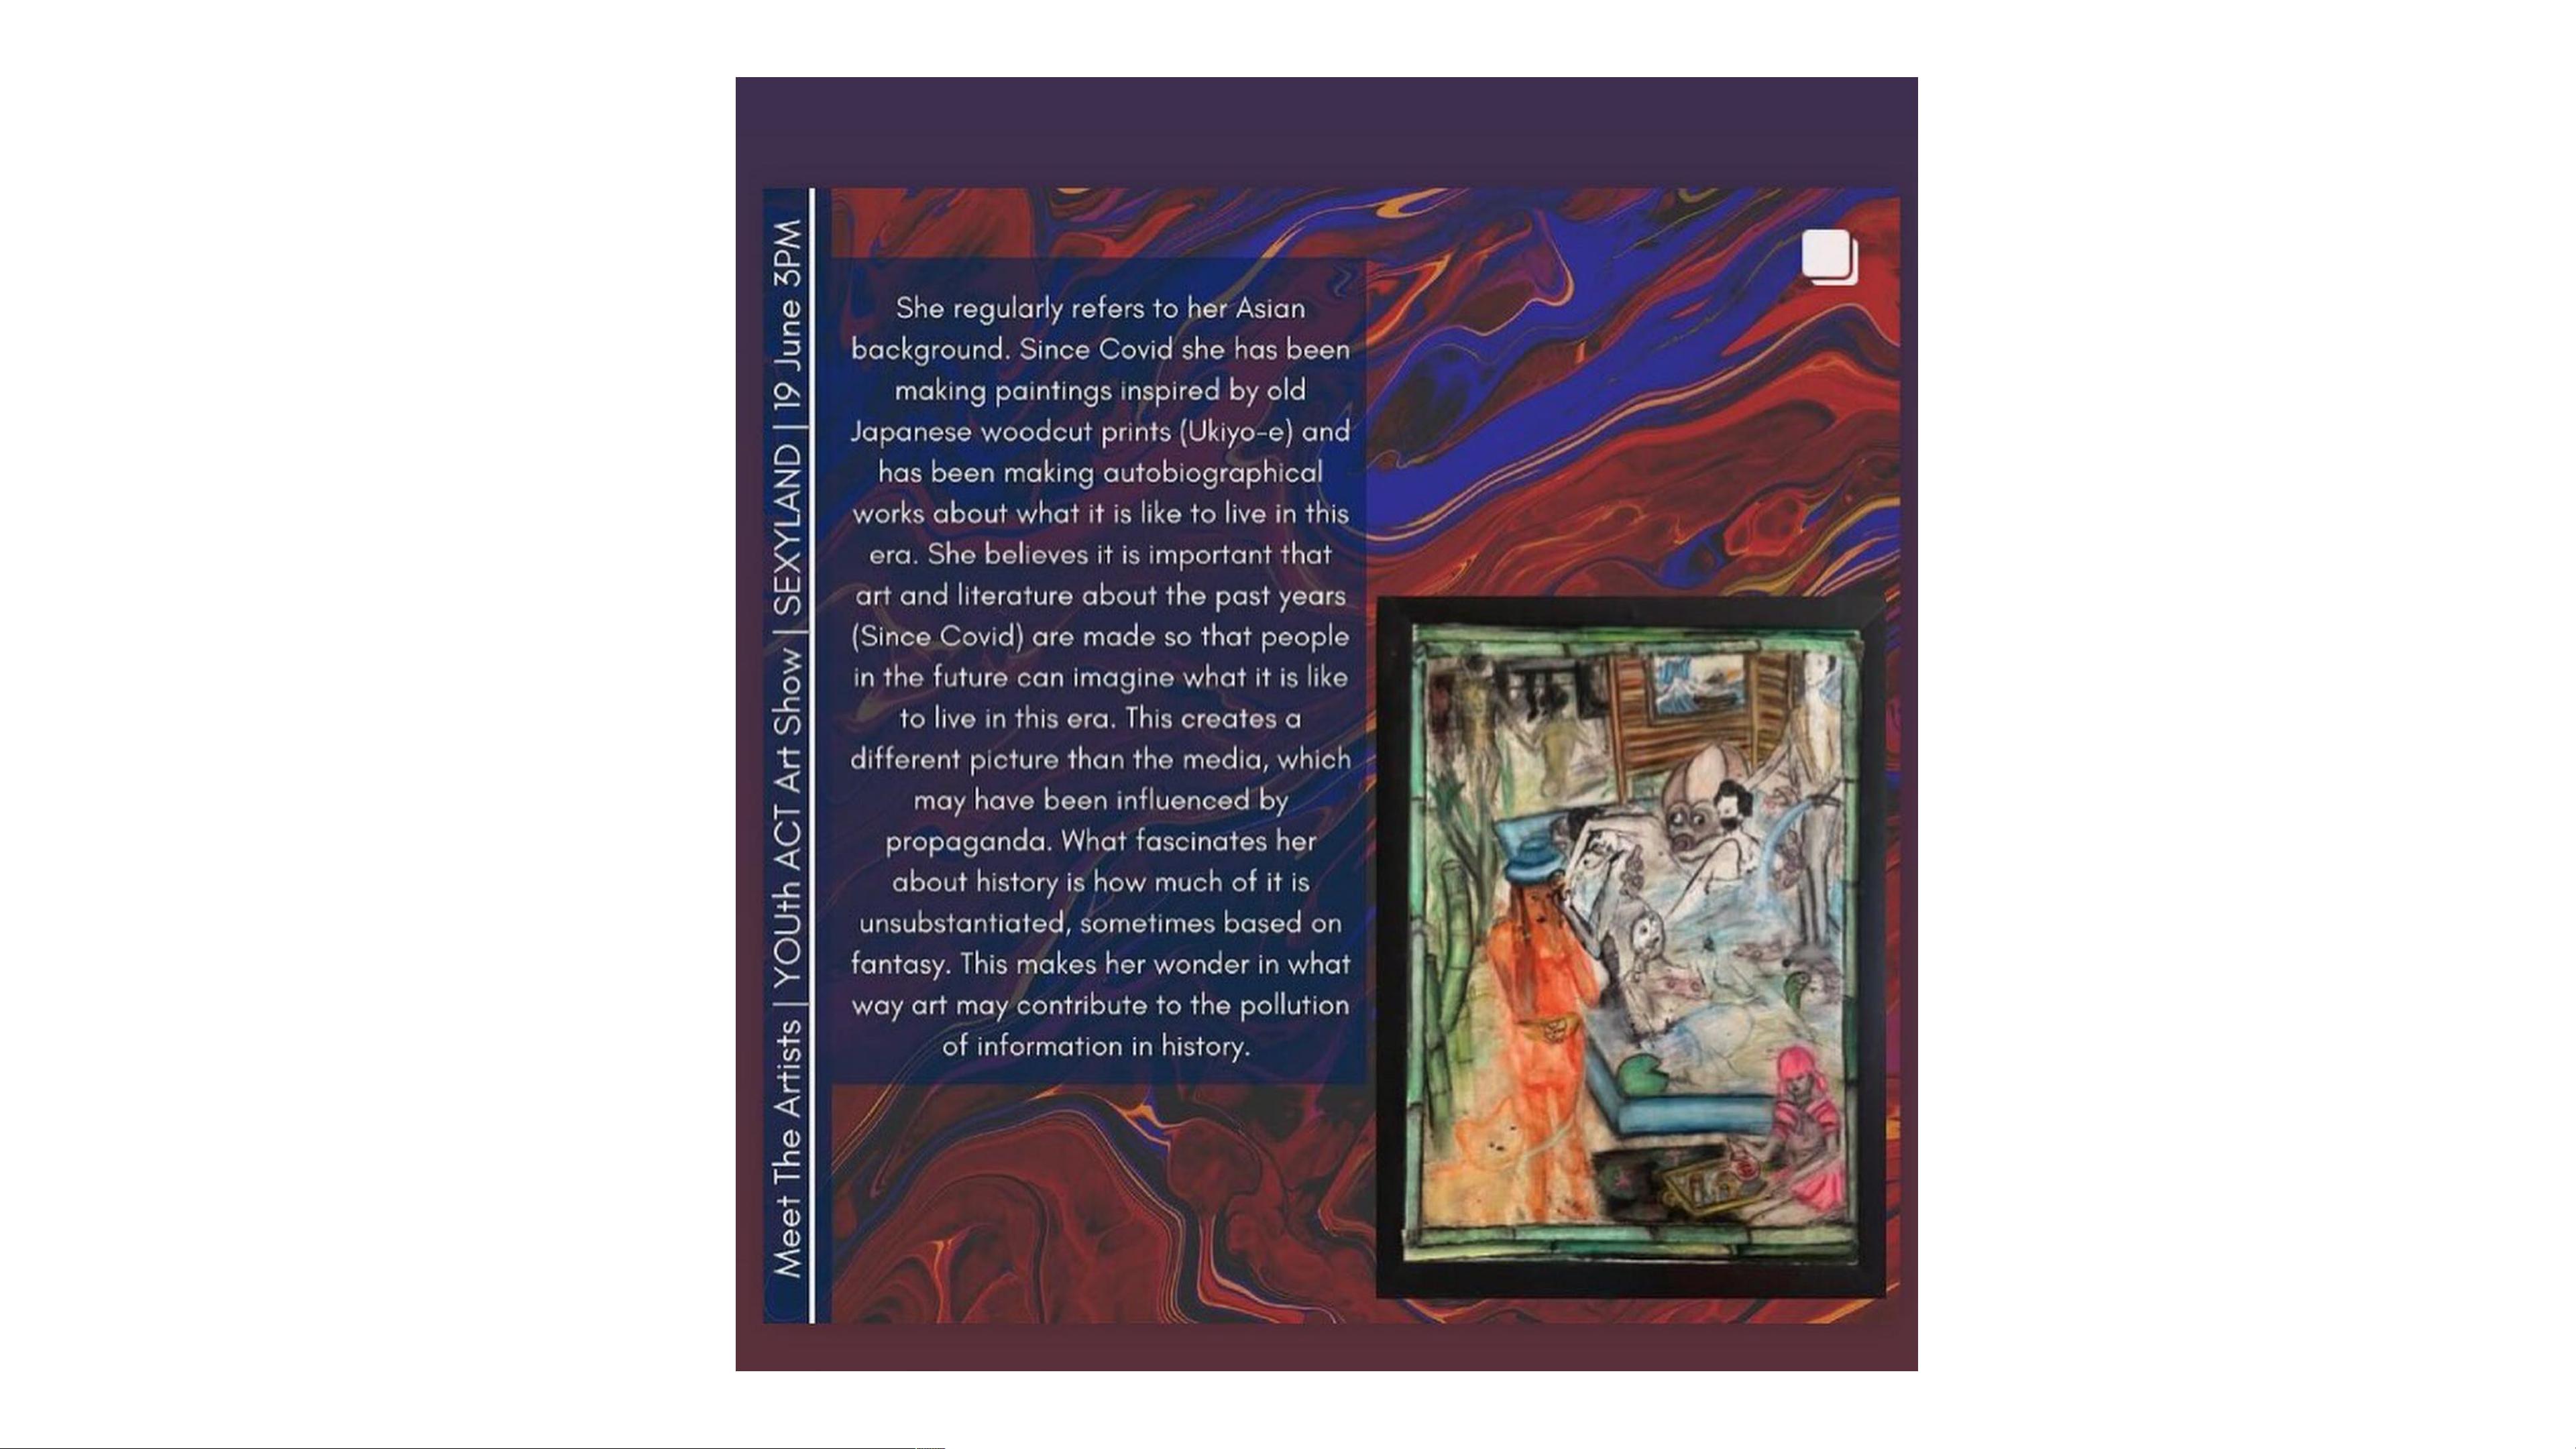 Meet The Artists | YOUth ACT Art Show | SEXYLAND | 19 June 3PM
She regularly refers to her Asian
background. Since Covid she has been
making paintings inspired by old
Japanese woodcut prints (Ukiyo-e) and
has been making autobiographical
works about what it is like to live in this
era. She believes it is important that
art and literature about the past years
(Since Covid) are made so that people
in the future can imagine what it is like
to live in this era. This creates a
different picture than the media, which
may have been influenced by
propaganda. What fascinates her
about history is how much of it is
unsubstantiated, sometimes based on
fantasy. This makes her wonder in what
way art may contribute to the pollution
of information in history.